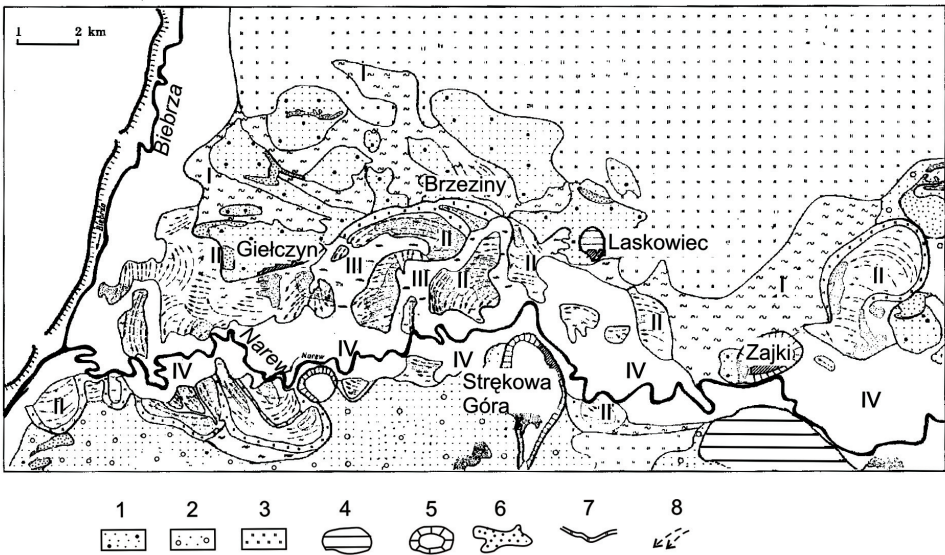 1 2 km
I
Biebrza
I
Brzeziny
Biebrza
II
Giełczyn
III
II
III
II
II
Laskowiec
I
II
II
Narew
Narew
IV
IV
IV
IV
Zajki
IV
II
Strękowa
Góra
II
1 2 3 4 5 6 7 8